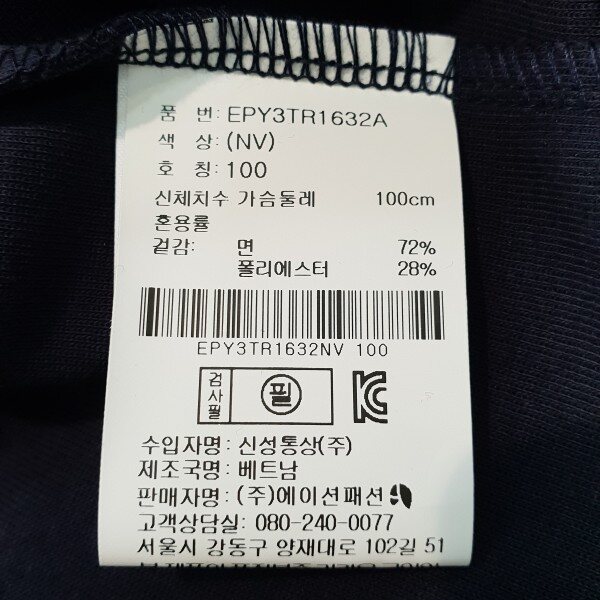 품 번: EPY3TR1632A
색 상: (NV)
호 칭: 100
신체치수 가슴둘레 100cm
혼용률
겉감: 면 72%
폴리에스터 28%
EPY3TR1632NV 100
검사필 필
수입자명: 신성통상(주)
제조국명: 베트남
판매자명: (주)에이션패션
고객상담실: 080-240-0077
서울시 강동구 양재대로 102길 51